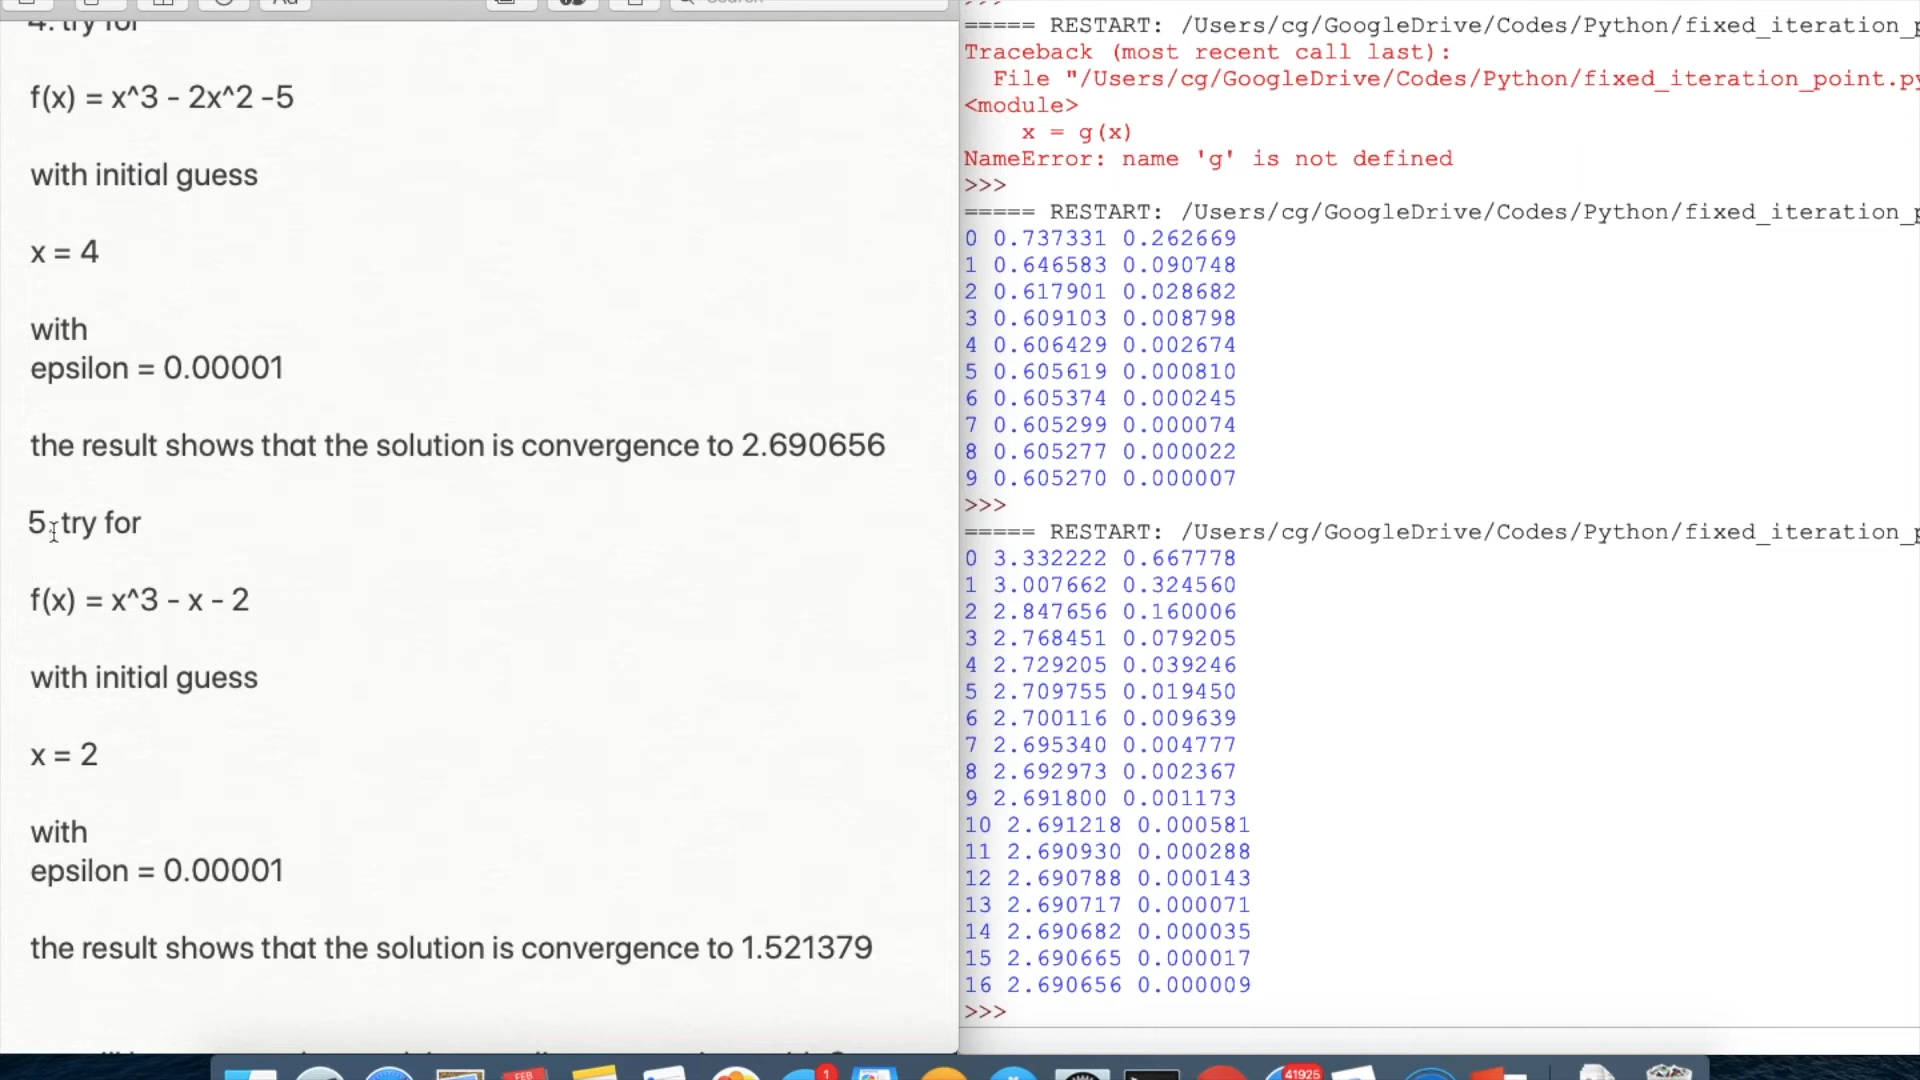 4. try for
f(x) = x^3 - 2x^2 -5
with initial guess
x = 4
with
epsilon = 0.00001
the result shows that the solution is convergence to 2.690656
5. try for
f(x) = x^3 - x - 2
with initial guess
x = 2
with
epsilon = 0.00001
the result shows that the solution is convergence to 1.521379
Aa
Search
>>>
===== RESTART: /Users/cg/GoogleDrive/Codes/Python/fixed_iteration_p
Traceback (most recent call last):
File "/Users/cg/GoogleDrive/Codes/Python/fixed_iteration_point.py
<module>
x = g(x)
NameError: name 'g' is not defined
>>>
===== RESTART: /Users/cg/GoogleDrive/Codes/Python/fixed_iteration_p
0 0.737331 0.262669
1 0.646583 0.090748
2 0.617901 0.028682
3 0.609103 0.008798
4 0.606429 0.002674
5 0.605619 0.000810
6 0.605374 0.000245
7 0.605299 0.000074
8 0.605277 0.000022
9 0.605270 0.000007
>>>
===== RESTART: /Users/cg/GoogleDrive/Codes/Python/fixed_iteration_p
0 3.332222 0.667778
1 3.007662 0.324560
2 2.847656 0.160006
3 2.768451 0.079205
4 2.729205 0.039246
5 2.709755 0.019450
6 2.700116 0.009639
7 2.695340 0.004777
8 2.692973 0.002367
9 2.691800 0.001173
10 2.691218 0.000581
11 2.690930 0.000288
12 2.690788 0.000143
13 2.690717 0.000071
14 2.690682 0.000035
15 2.690665 0.000017
16 2.690656 0.000009
>>>
FEB
1
41925